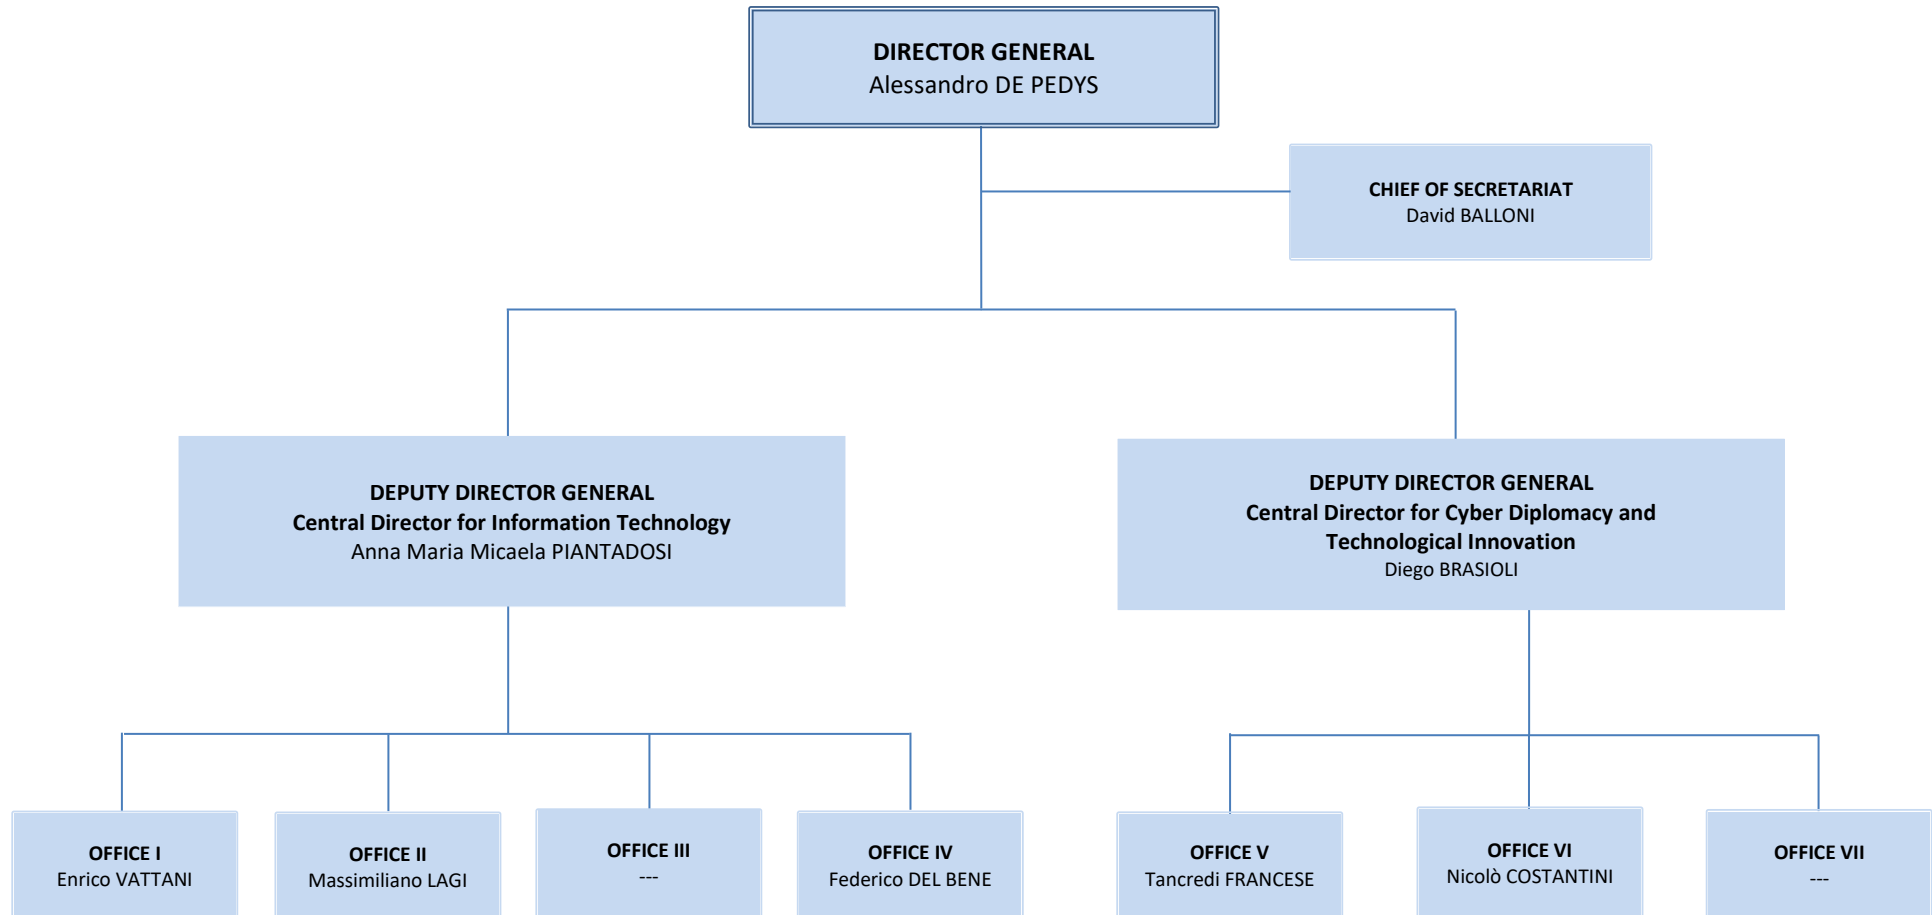 DIRECTOR GENERAL
Alessandro DE PEDYS
CHIEF OF SECRETARIAT
David BALLONI
DEPUTY DIRECTOR GENERAL
Central Director for Information Technology
Anna Maria Micaela PIANTADOSI
DEPUTY DIRECTOR GENERAL
Central Director for Cyber Diplomacy and
Technological Innovation
Diego BRASIOLI
OFFICE I
Enrico VATTANI
OFFICE II
Massimiliano LAGI
OFFICE III
---
OFFICE IV
Federico DEL BENE
OFFICE V
Tancredi FRANCESE
OFFICE VI
Nicolò COSTANTINI
OFFICE VII
---